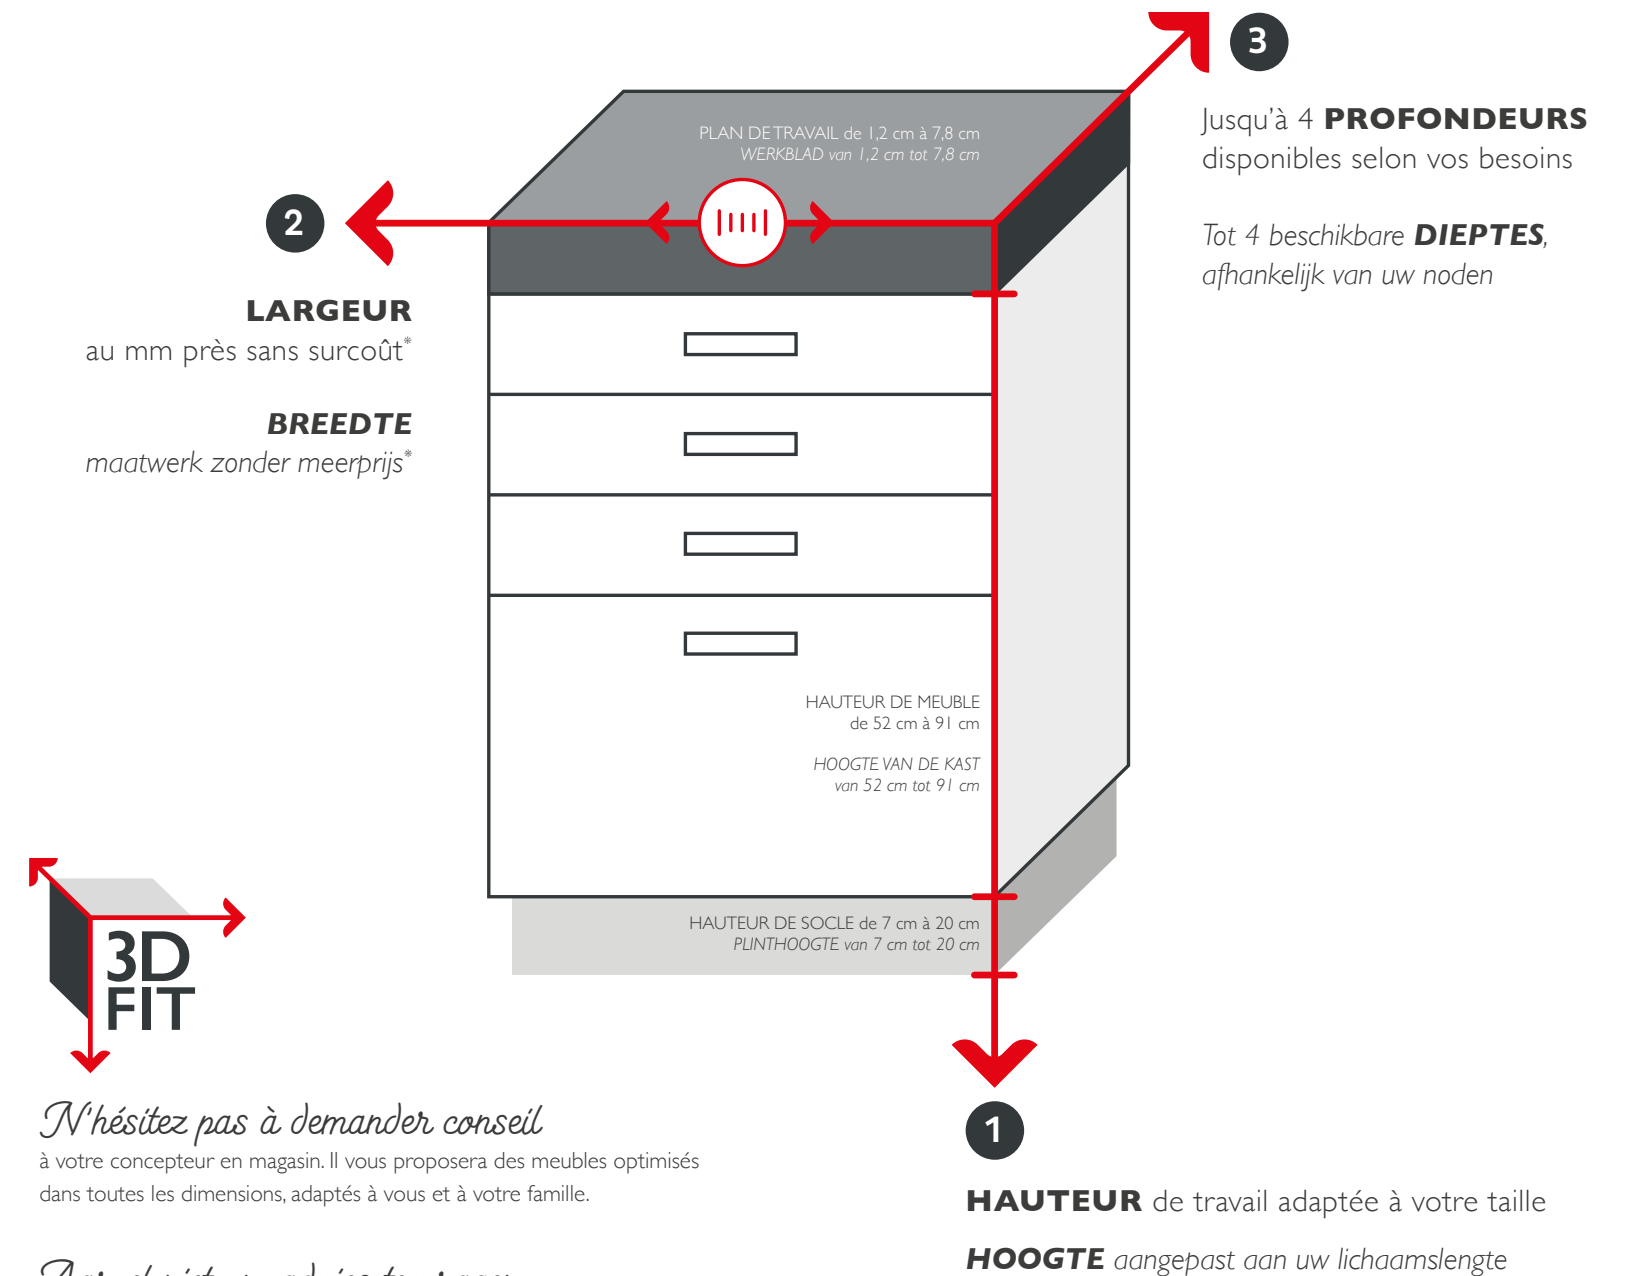 3
Jusqu'à 4 PROFONDEURS
disponibles selon vos besoins
Tot 4 beschikbare DIEPTES,
afhankelijk van uw noden
PLAN DE TRAVAIL de 1,2 cm à 7,8 cm
WERKBLAD van 1,2 cm tot 7,8 cm
2
LARGEUR
au mm près sans surcoût*
BREEDTE
maatwerk zonder meerprijs*
HAUTEUR DE MEUBLE
de 52 cm à 91 cm
HOOGTE VAN DE KAST
van 52 cm tot 91 cm
HAUTEUR DE SOCLE de 7 cm à 20 cm
PLINTHOOGTE van 7 cm tot 20 cm
3D
FIT
N'hésitez pas à demander conseil
à votre concepteur en magasin. Il vous proposera des meubles optimisés
dans toutes les dimensions, adaptés à vous et à votre famille.
1
HAUTEUR de travail adaptée à votre taille
HOOGTE aangepast aan uw lichaamslengte